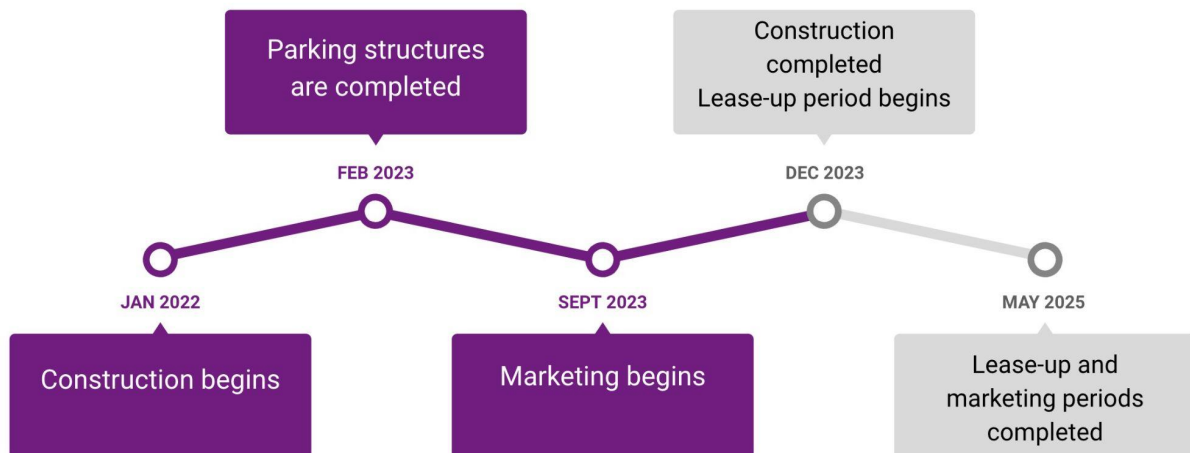 Parking structures
are completed
Construction
completed
Lease-up period begins
FEB 2023
DEC 2023
JAN 2022
SEPT 2023
MAY 2025
Construction begins
Marketing begins
Lease-up and
marketing periods
completed